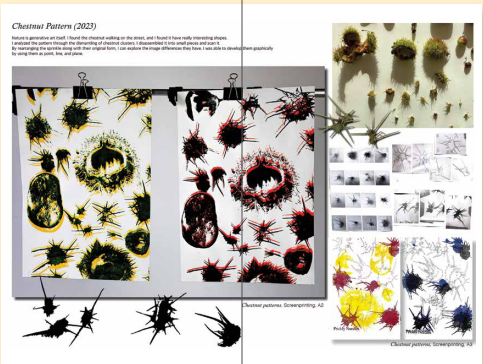 Chestnut Pattern (2023)
Nature is generative art itself. I found the chestnut walking on the street, and I found it have really interesting shapes.
I analyzed the pattern through the dismantling of chestnut clusters. I disassembled it into small pieces and scan it.
By rearranging the sprinkle along with their original form, I can explore the image differences they have. I was able to develop them graphically
by using them as point, line, and plane.
Chestnut patterns, Screenprinting, A2
Prickly Needles
Chestnut patterns, Screenprinting, A3